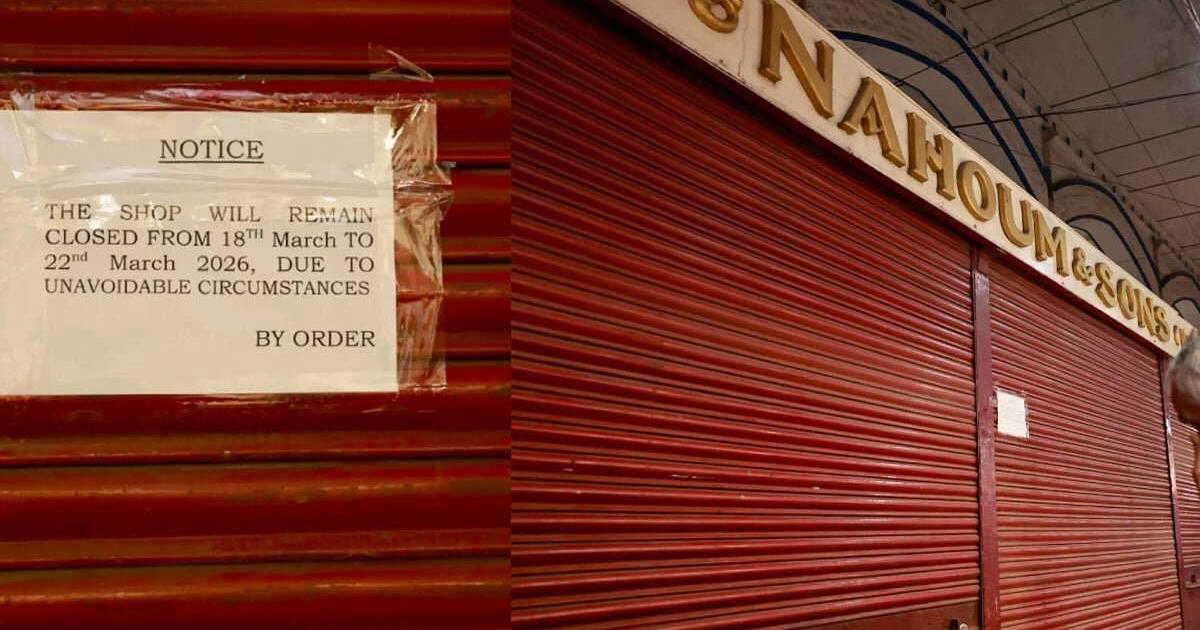 NOTICE
THE SHOP WILL REMAIN
CLOSED FROM 18TH March TO
22nd March 2026, DUE TO
UNAVOIDABLE CIRCUMSTANCES
BY ORDER
NAHOUM & SONS